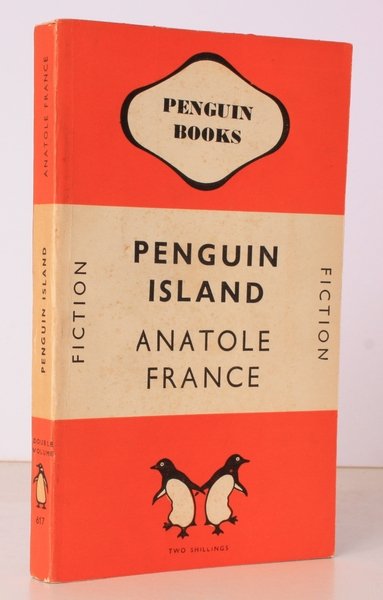 PENGUIN
BOOKS
PENGUIN
ISLAND
ANATOLE
FRANCE
FICTION
FICTION
TWO SHILLINGS
ANATOLE FRANCE
PENGUIN ISLAND
DOUBLE
VOLUME
617